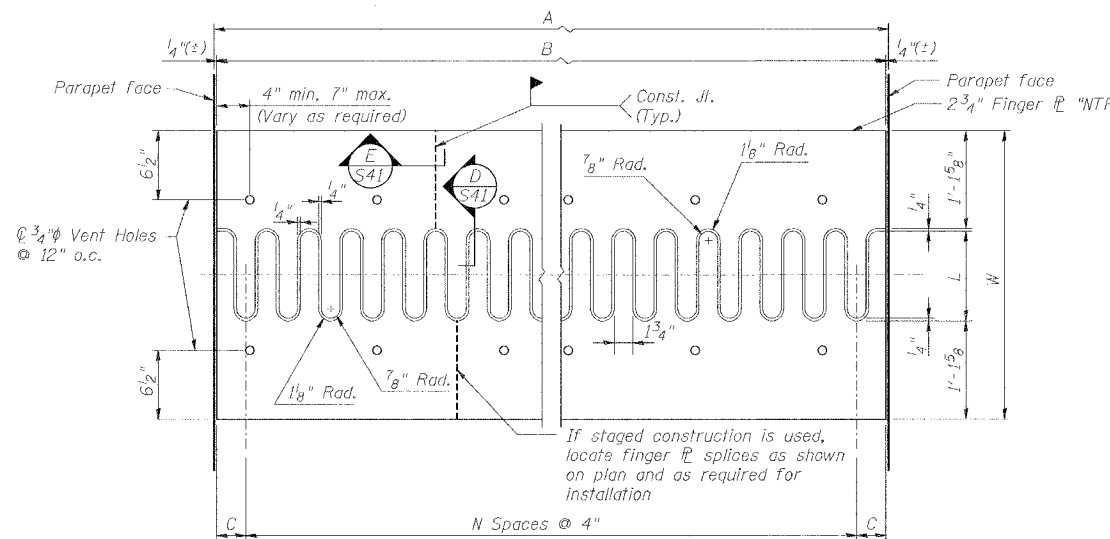 A
1/4"(±)
B
1/4"(±)
Parapet face
4" min, 7" max.
(Vary as required)
Const. Jt.
(Typ.)
Parapet face
2 3/4" Finger ℙL "NTF
6 1/2"
E
S41
D
S41
7/8" Rad.
1 1/8" Rad.
1'-1 5/8"
1/4"
1/4"
1/4"
℄ 3/4"ϕ Vent Holes
@ 12" o.c.
L
W
1 3/4"
1/4"
6 1/2"
1 1/8" Rad.
7/8" Rad.
1'-1 5/8"
If staged construction is used,
locate finger ℙL splices as shown
on plan and as required for
installation
C
N Spaces @ 4"
C